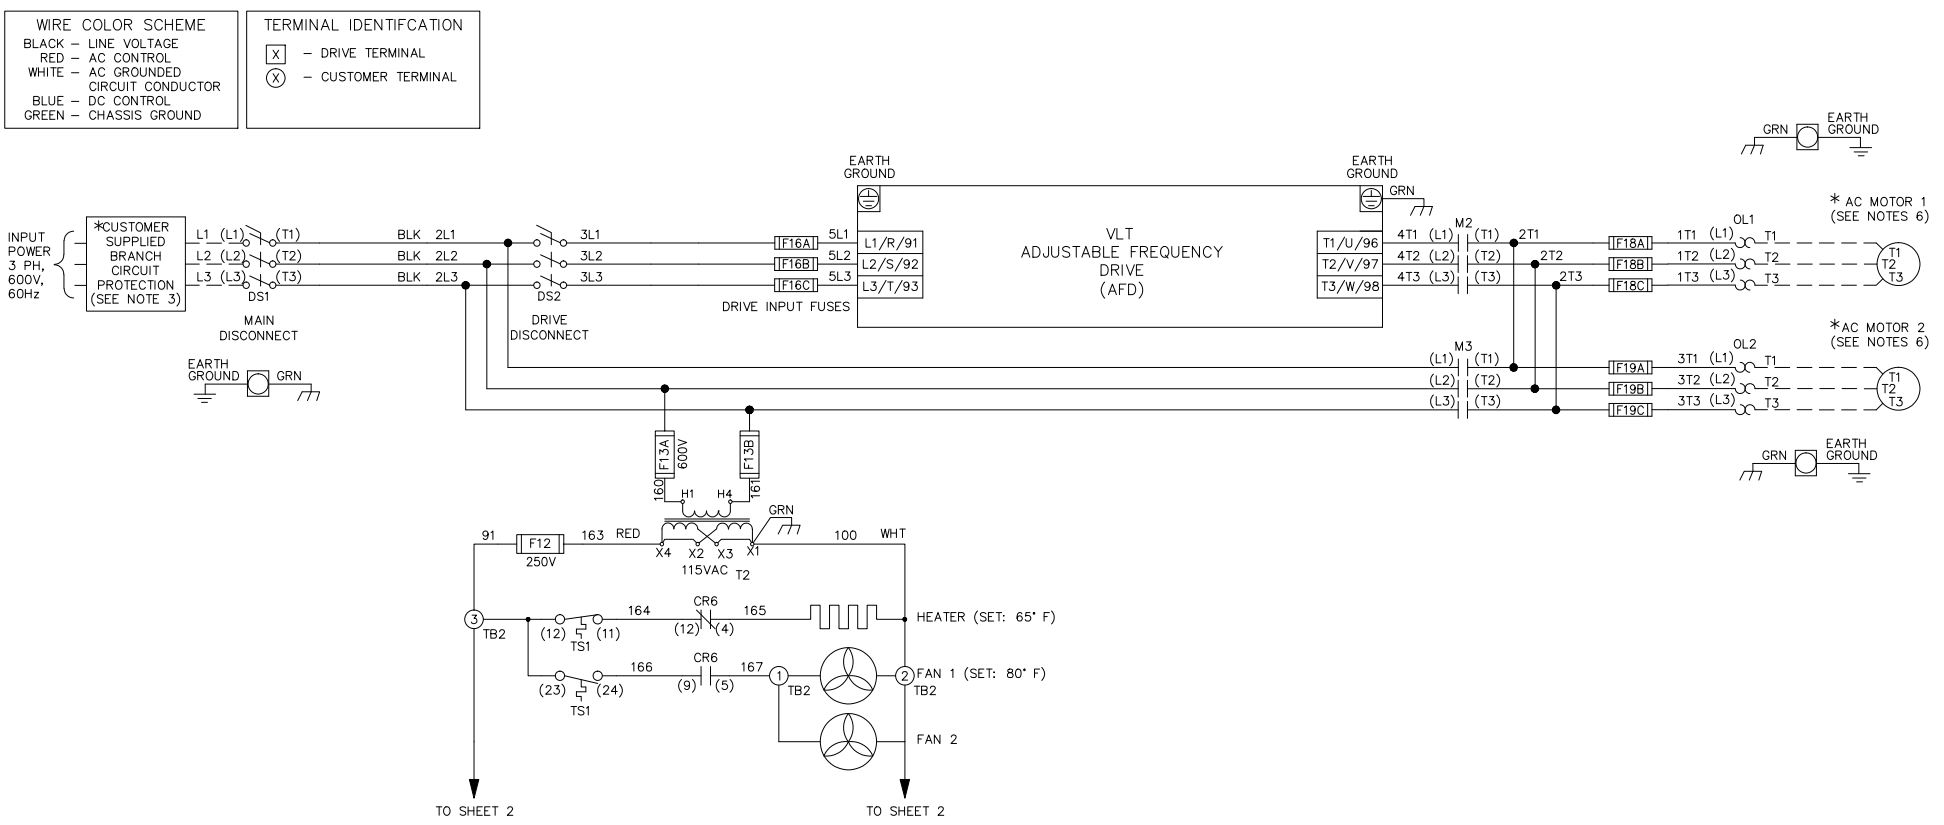 WIRE COLOR SCHEME
BLACK – LINE VOLTAGE
RED – AC CONTROL
WHITE – AC GROUNDED
CIRCUIT CONDUCTOR
BLUE – DC CONTROL
GREEN – CHASSIS GROUND
TERMINAL IDENTIFCATION
X – DRIVE TERMINAL
X – CUSTOMER TERMINAL
INPUT
POWER
3 PH,
600V,
60Hz
*CUSTOMER
SUPPLIED
BRANCH
CIRCUIT
PROTECTION
(SEE NOTE 3)
L1 (L1) (T1) BLK 2L1 3L1 F16A 5L1 L1/R/91
L2 (L2) (T2) BLK 2L2 3L2 F16B 5L2 L2/S/92
L3 (L3) (T3) BLK 2L3 3L3 F16C 5L3 L3/T/93
DS1
MAIN
DISCONNECT
DS2
DRIVE
DISCONNECT
DRIVE INPUT FUSES
EARTH
GROUND
EARTH
GROUND
GRN
VLT
ADJUSTABLE FREQUENCY
DRIVE
(AFD)
M2
OL1
T1/U/96 4T1 (L1) (T1) 2T1 F18A 1T1 (L1) T1
T2/V/97 4T2 (L2) (T2) 2T2 F18B 1T2 (L2) T2
T3/W/98 4T3 (L3) (T3) 2T3 F18C 1T3 (L3) T3
GRN
EARTH
GROUND
* AC MOTOR 1
(SEE NOTES 6)
T1
T2
T3
*AC MOTOR 2
(SEE NOTES 6)
M3
OL2
(L1) (T1) F19A 3T1 (L1) T1
(L2) (T2) F19B 3T2 (L2) T2
(L3) (T3) F19C 3T3 (L3) T3
T1
T2
T3
GRN
EARTH
GROUND
EARTH
GROUND
GRN
F13A
600V
F13B
160
H1
H4
161
GRN
91
F12
250V
163
RED
X4
X2
X3
X1
115VAC
T2
100
WHT
3
TB2
(12)
(11)
TS1
164
CR6
(12)
(4)
165
HEATER (SET: 65° F)
(23)
(24)
TS1
166
CR6
(9)
(5)
167
1
TB2
2
TB2
FAN 1 (SET: 80° F)
FAN 2
TO SHEET 2
TO SHEET 2